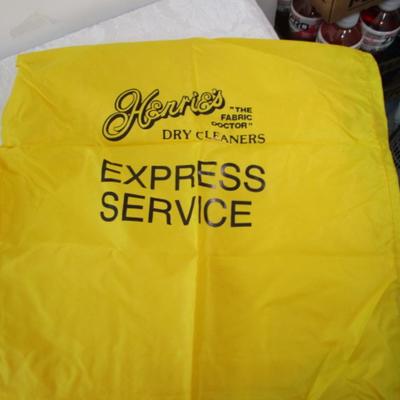 Henrie's
"THE
FABRIC
DOCTOR"
DRY CLEANERS
EXPRESS
SERVICE